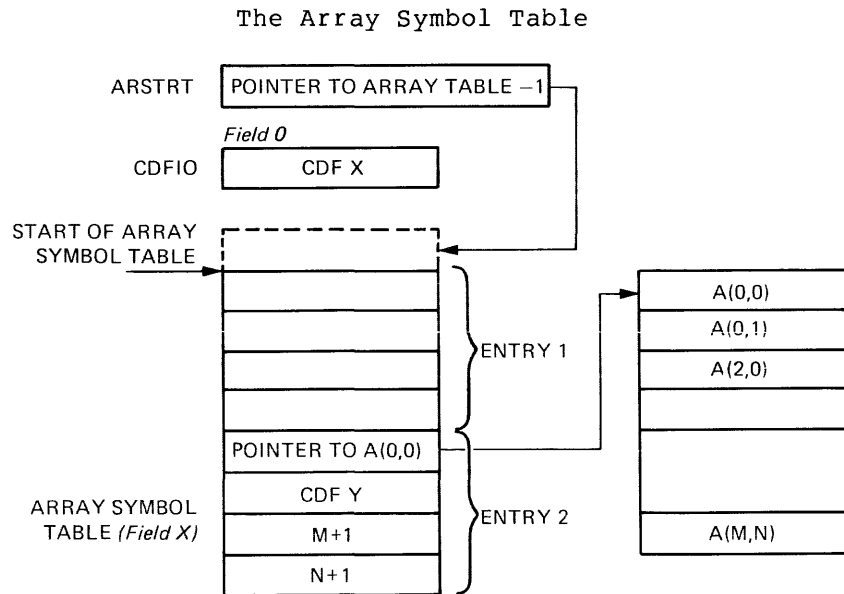 The Array Symbol Table
ARSTRT
POINTER TO ARRAY TABLE −1
Field 0
CDFIO
CDF X
START OF ARRAY
SYMBOL TABLE
ENTRY 1
POINTER TO A(0,0)
CDF Y
M+1
N+1
ENTRY 2
ARRAY SYMBOL
TABLE (Field X)
A(0,0)
A(0,1)
A(2,0)
A(M,N)